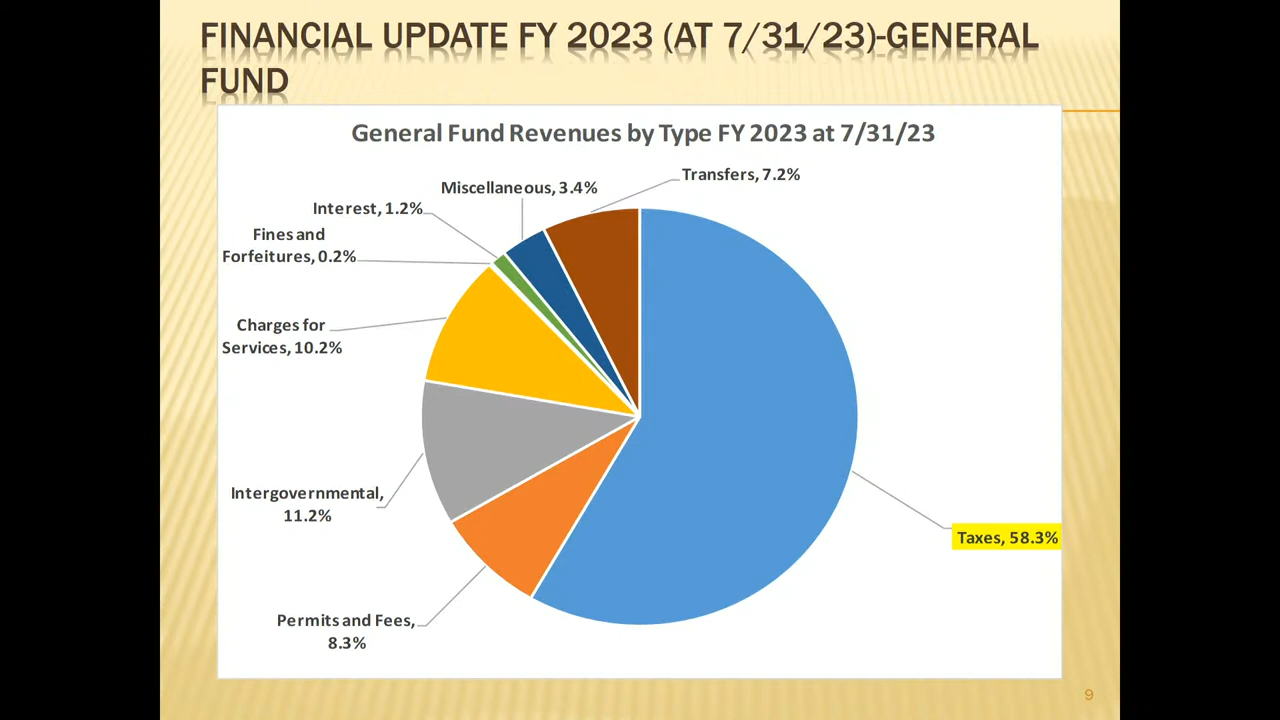 FINANCIAL UPDATE FY 2023 (AT 7/31/23)-GENERAL
FUND
General Fund Revenues by Type FY 2023 at 7/31/23
Transfers, 7.2%
Miscellaneous, 3.4%
Interest, 1.2%
Fines and
Forfeitures, 0.2%
Charges for
Services, 10.2%
Intergovernmental,
11.2%
Taxes, 58.3%
Permits and Fees,
8.3%
9